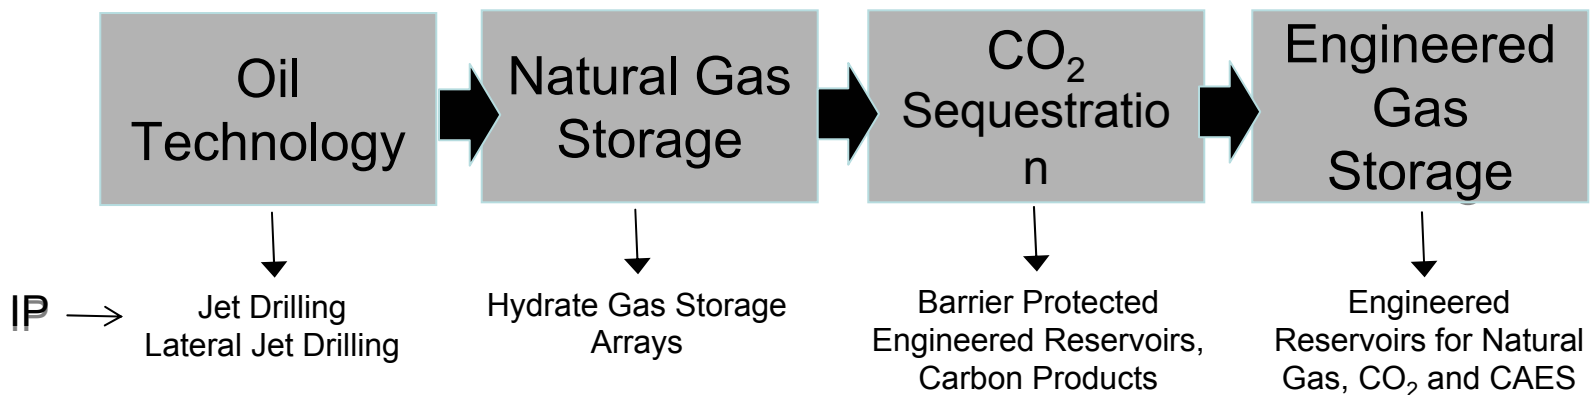 Oil
Technology
Natural Gas
Storage
CO₂
Sequestratio
n
Engineered
Gas
Storage
IP
Jet Drilling
Lateral Jet Drilling
Hydrate Gas Storage
Arrays
Barrier Protected
Engineered Reservoirs,
Carbon Products
Engineered
Reservoirs for Natural
Gas, CO₂ and CAES